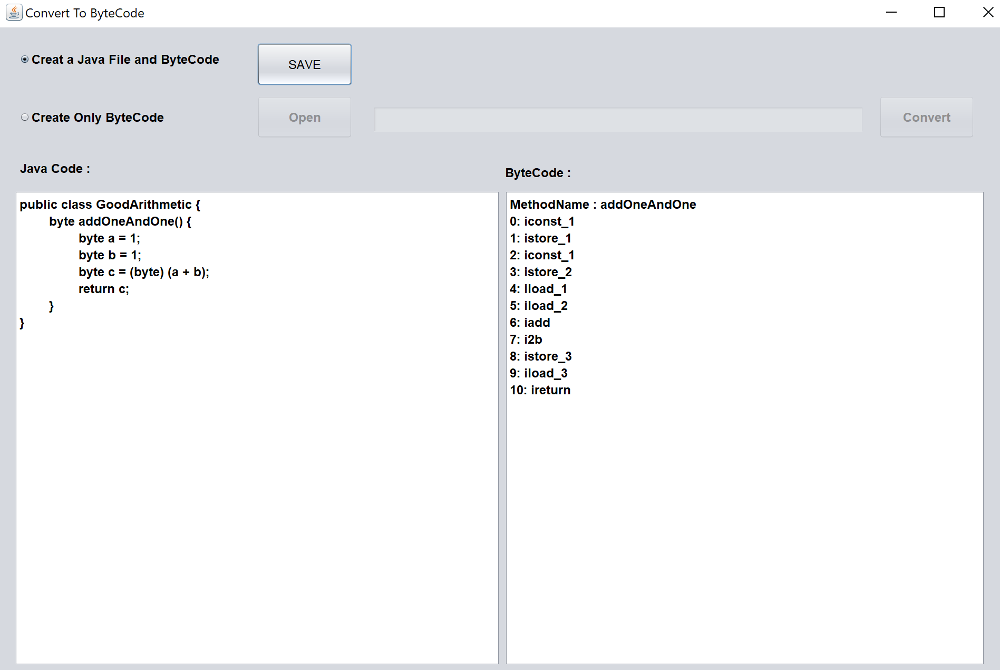 Convert To ByteCode
Creat a Java File and ByteCode
SAVE
Create Only ByteCode
Open
Convert
Java Code :
ByteCode :
public class GoodArithmetic {
byte addOneAndOne() {
byte a = 1;
byte b = 1;
byte c = (byte) (a + b);
return c;
}
}
MethodName : addOneAndOne
0: iconst_1
1: istore_1
2: iconst_1
3: istore_2
4: iload_1
5: iload_2
6: iadd
7: i2b
8: istore_3
9: iload_3
10: ireturn